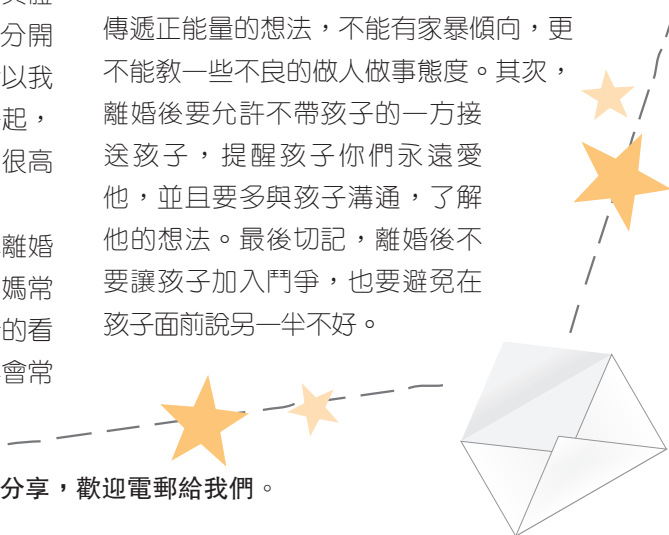 分開
以我
起，
很高
離婚
媽常
的看
會常
傳遞正能量的想法，不能有家暴傾向，更
不能教一些不良的做人做事態度。其次，
離婚後要允許不帶孩子的一方接
送孩子，提醒孩子你們永遠愛
他，並且要多與孩子溝通，了解
他的想法。最後切記，離婚後不
要讓孩子加入鬥爭，也要避免在
孩子面前說另一半不好。
分享，歡迎電郵給我們。